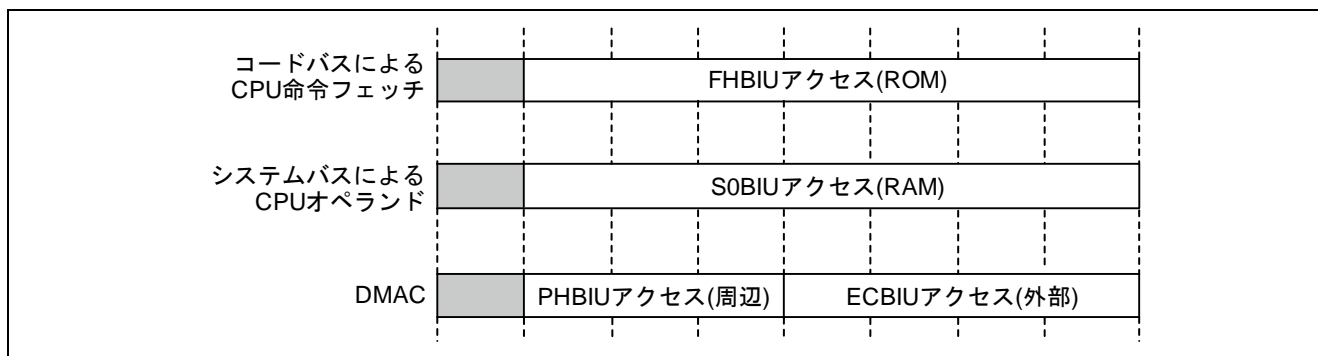 コードバスによる
CPU命令フェッチ
FHBIUアクセス(ROM)
システムバスによる
CPUオペランド
S0BIUアクセス(RAM)
DMAC
PHBIUアクセス(周辺)
ECBIUアクセス(外部)